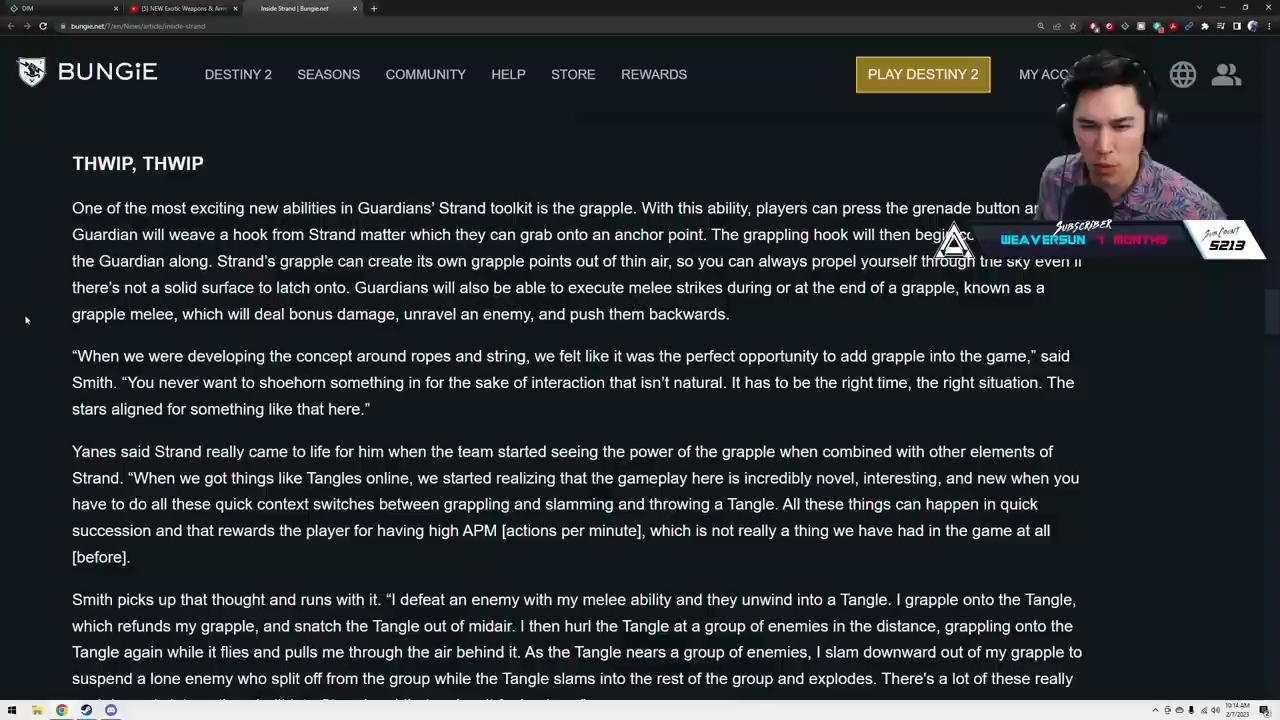 DIM
(5) NEW Exotic Weapons & Arm
Inside Strand | Bungie.net
bungie.net/7/en/News/article/inside-strand
BUNGiE
DESTINY 2
SEASONS
COMMUNITY
HELP
STORE
REWARDS
PLAY DESTINY 2
MY ACC
THWIP, THWIP
One of the most exciting new abilities in Guardians' Strand toolkit is the grapple. With this ability, players can press the grenade button an
Guardian will weave a hook from Strand matter which they can grab onto an anchor point. The grappling hook will then begin
the Guardian along. Strand's grapple can create its own grapple points out of thin air, so you can always propel yourself through the sky even if
there's not a solid surface to latch onto. Guardians will also be able to execute melee strikes during or at the end of a grapple, known as a
grapple melee, which will deal bonus damage, unravel an enemy, and push them backwards.
SUBSCRIBER
WEAVERSUN 7 MONTHS
SUB COUNT
5213
“When we were developing the concept around ropes and string, we felt like it was the perfect opportunity to add grapple into the game,” said
Smith. “You never want to shoehorn something in for the sake of interaction that isn’t natural. It has to be the right time, the right situation. The
stars aligned for something like that here.”
Yanes said Strand really came to life for him when the team started seeing the power of the grapple when combined with other elements of
Strand. “When we got things like Tangles online, we started realizing that the gameplay here is incredibly novel, interesting, and new when you
have to do all these quick context switches between grappling and slamming and throwing a Tangle. All these things can happen in quick
succession and that rewards the player for having high APM [actions per minute], which is not really a thing we have had in the game at all
[before].
Smith picks up that thought and runs with it. “I defeat an enemy with my melee ability and they unwind into a Tangle. I grapple onto the Tangle,
which refunds my grapple, and snatch the Tangle out of midair. I then hurl the Tangle at a group of enemies in the distance, grappling onto the
Tangle again while it flies and pulls me through the air behind it. As the Tangle nears a group of enemies, I slam downward out of my grapple to
suspend a lone enemy who split off from the group while the Tangle slams into the rest of the group and explodes. There's a lot of these really
10:14 AM
2/7/2023